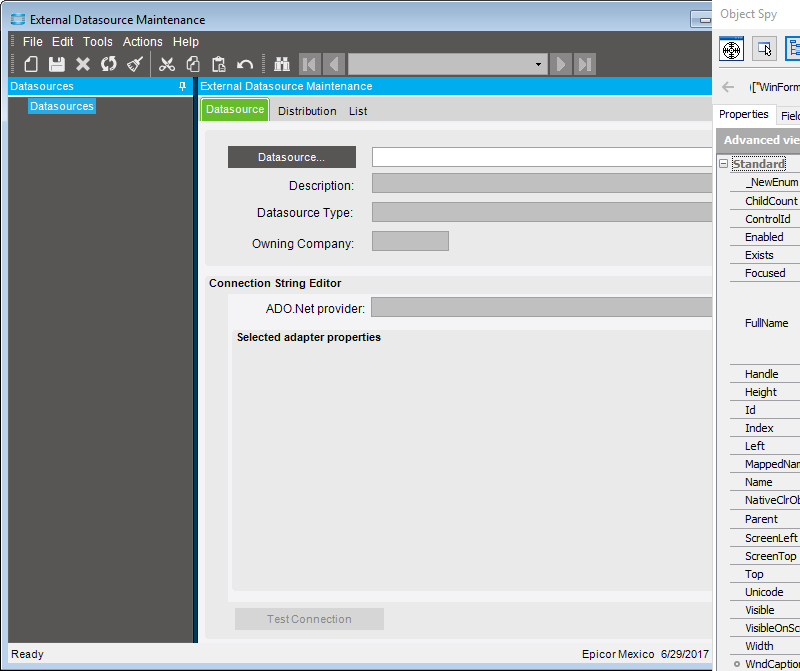 External Datasource Maintenance
File Edit Tools Actions Help
Datasources
Datasources
External Datasource Maintenance
Datasource Distribution List
Datasource...
Description:
Datasource Type:
Owning Company:
Connection String Editor
ADO.Net provider:
Selected adapter properties
Test Connection
Ready
Epicor Mexico 6/29/2017
Object Spy
["WinForm
Properties Field
Advanced vie
Standard
_NewEnum
ChildCount
ControlId
Enabled
Exists
Focused
FullName
Handle
Height
Id
Index
Left
MappedNam
Name
NativeClrOb
Parent
ScreenLeft
ScreenTop
Top
Unicode
Visible
VisibleOnSc
Width
WndCaption